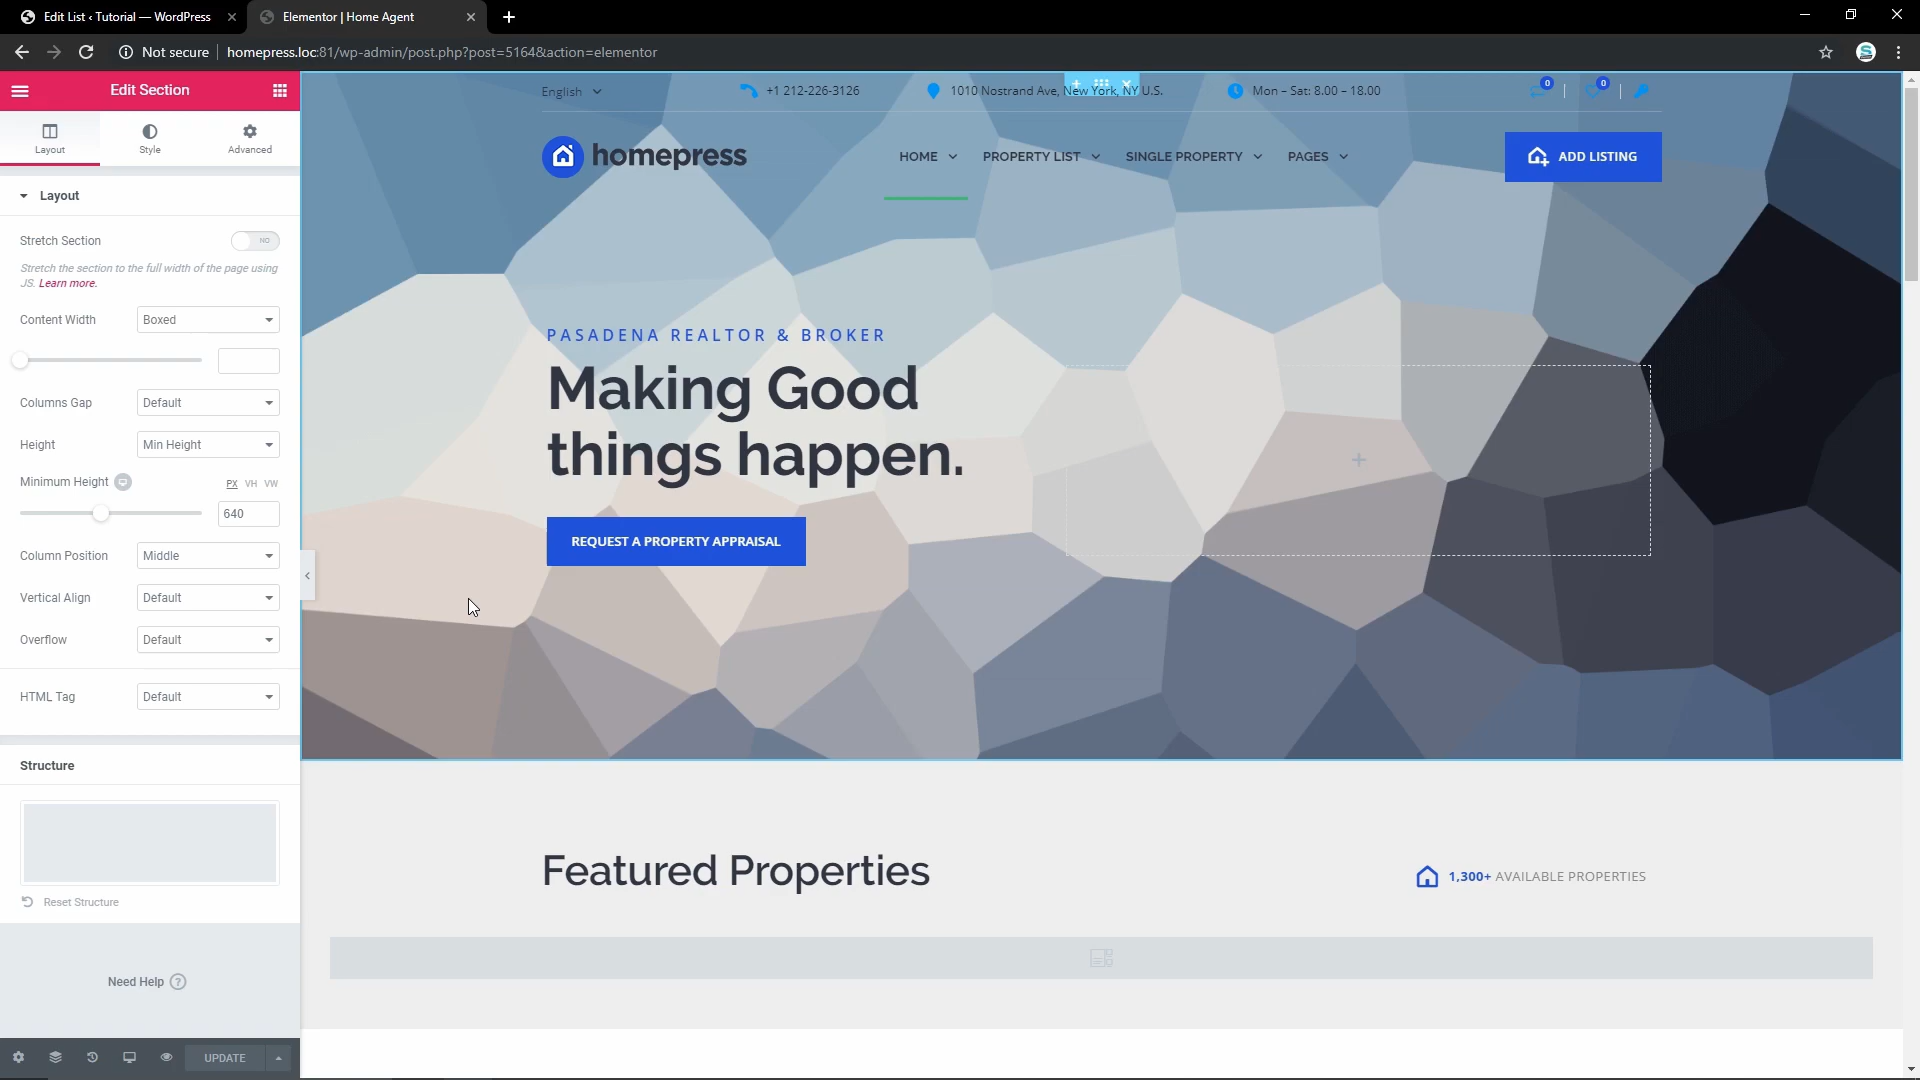 Edit List ‹ Tutorial — WordPress
Elementor | Home Agent
Not secure
homepress.loc:81/wp-admin/post.php?post=5164&action=elementor
Edit Section
Layout
Style
Advanced
Layout
Stretch Section
NO
Stretch the section to the full width of the page using
JS. Learn more.
Content Width
Boxed
Columns Gap
Default
Height
Min Height
Minimum Height
PX VH VW
640
Column Position
Middle
Vertical Align
Default
Overflow
Default
HTML Tag
Default
Structure
Reset Structure
Need Help ?
UPDATE
English
+1 212-226-3126
1010 Nostrand Ave, New York, NY U.S.
Mon – Sat: 8.00 – 18.00
0
0
homepress
HOME
PROPERTY LIST
SINGLE PROPERTY
PAGES
ADD LISTING
PASADENA REALTOR & BROKER
Making Good
things happen.
REQUEST A PROPERTY APPRAISAL
Featured Properties
1,300+ AVAILABLE PROPERTIES